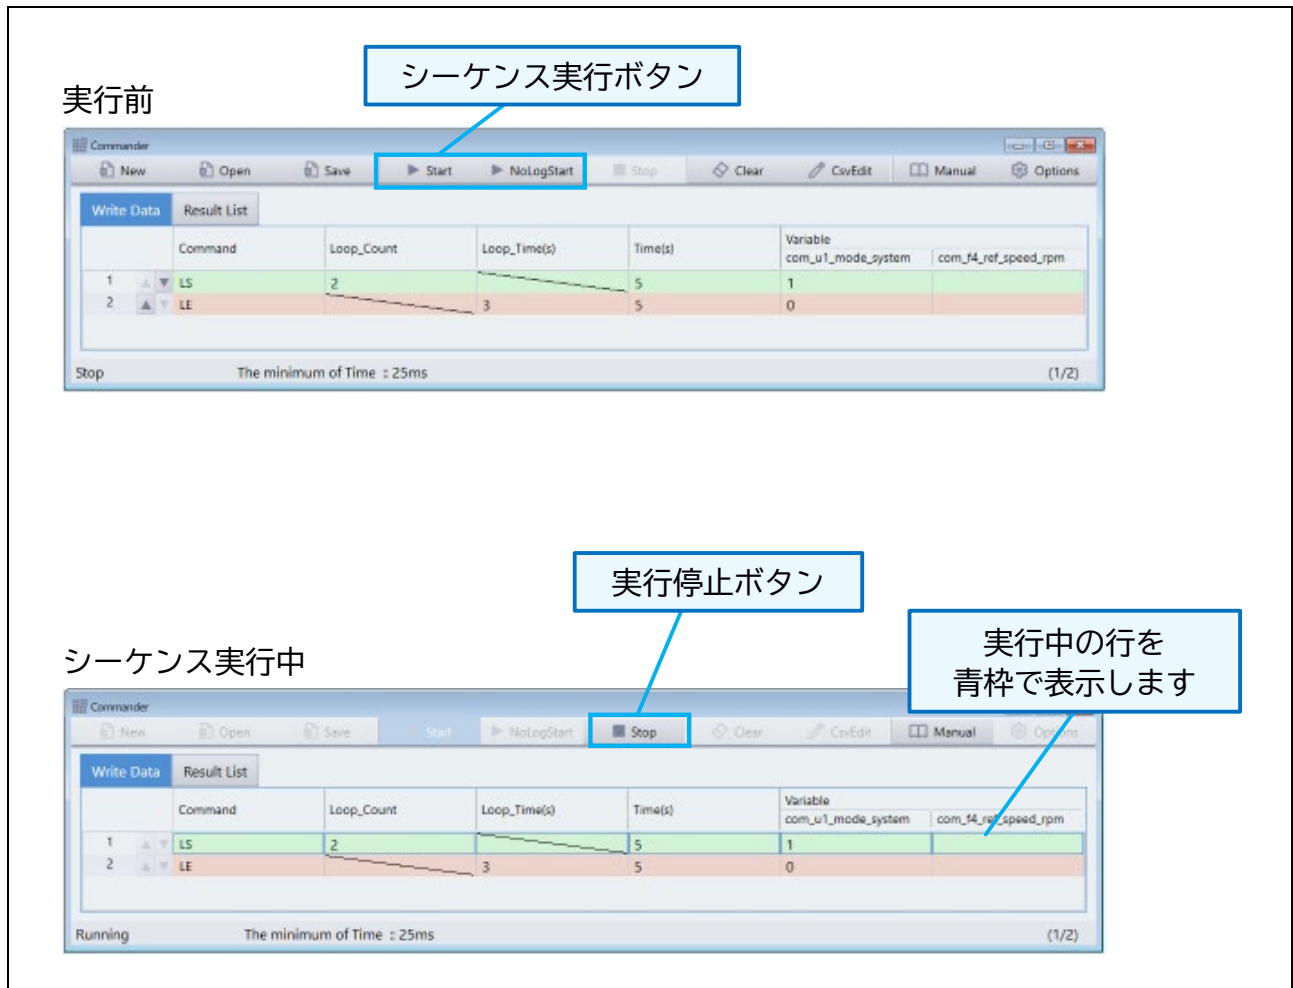 シーケンス実行ボタン
実行前
Commander
New Open Save Start NoLogStart Stop Clear CsvEdit Manual Options
Write Data Result List
Command Loop_Count Loop_Time(s) Time(s) Variable
com_u1_mode_system com_f4_ref_speed_rpm
1 LS 2 5 1
2 LE 3 5 0
Stop The minimum of Time : 25ms (1/2)
実行停止ボタン
実行中の行を
青枠で表示します
シーケンス実行中
Commander
New Open Save Start NoLogStart Stop Clear CsvEdit Manual Options
Write Data Result List
Command Loop_Count Loop_Time(s) Time(s) Variable
com_u1_mode_system com_f4_ref_speed_rpm
1 LS 2 5 1
2 LE 3 5 0
Running The minimum of Time : 25ms (1/2)